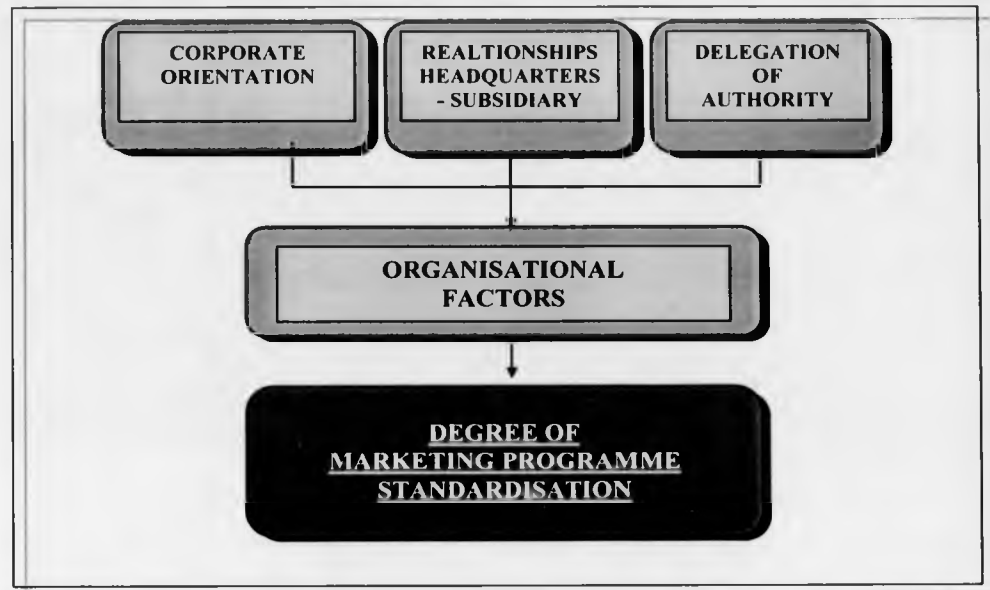 CORPORATE
ORIENTATION
REALTIONSHIPS
HEADQUARTERS
- SUBSIDIARY
DELEGATION
OF
AUTHORITY
ORGANISATIONAL
FACTORS
DEGREE OF
MARKETING PROGRAMME
STANDARDISATION